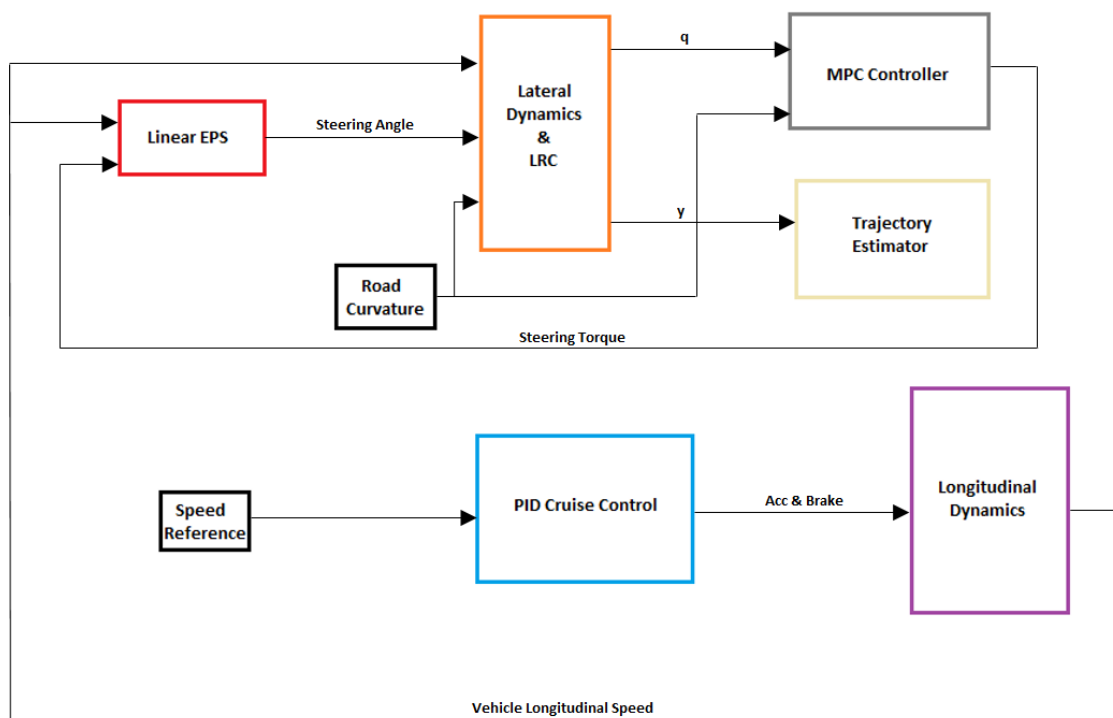 q
MPC Controller
Lateral
Dynamics
&
LRC
Steering Angle
Linear EPS
y
Trajectory
Estimator
Road
Curvature
Steering Torque
PID Cruise Control
Acc & Brake
Longitudinal
Dynamics
Speed
Reference
Vehicle Longitudinal Speed